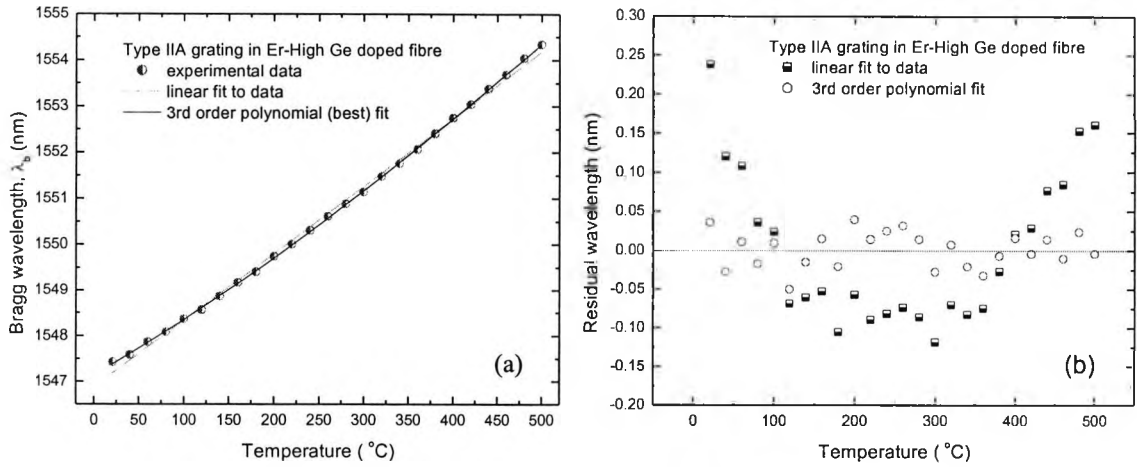 1555
1554
1553
1552
1551
1550
1549
1548
1547
Bragg wavelength, λb (nm)
Type IIA grating in Er-High Ge doped fibre
experimental data
linear fit to data
3rd order polynomial (best) fit
(a)
0 50 100 150 200 250 300 350 400 450 500
Temperature ( °C)
0.30
0.25
0.20
0.15
0.10
0.05
0.00
-0.05
-0.10
-0.15
-0.20
Residual wavelength (nm)
Type IIA grating in Er-High Ge doped fibre
linear fit to data
3rd order polynomial fit
(b)
0 100 200 300 400 500
Temperature (°C)